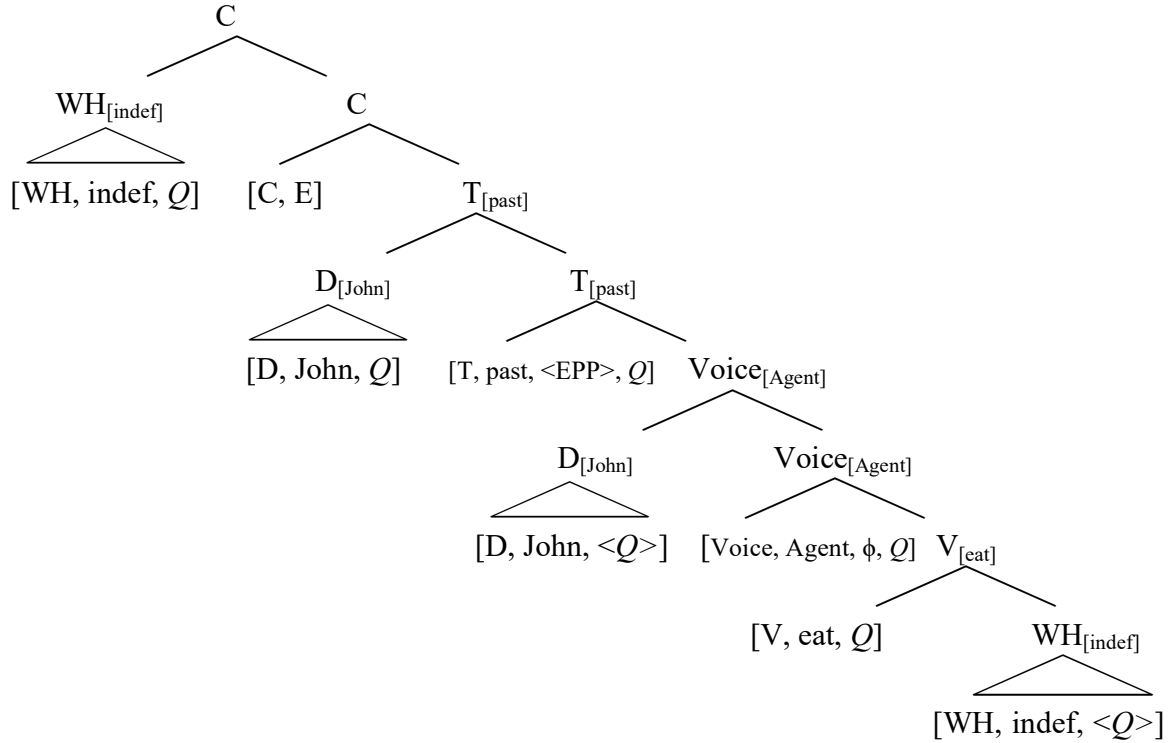 C
WH[indef] C
[WH, indef, Q] [C, E] T[past]
D[John] T[past]
[D, John, Q] [T, past, <EPP>, Q] Voice[Agent]
D[John] Voice[Agent]
[D, John, <Q>] [Voice, Agent, ϕ, Q] V[eat]
[V, eat, Q] WH[indef]
[WH, indef, <Q>]